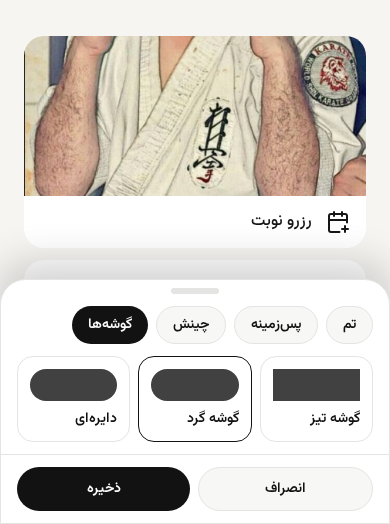 KARATE
رزرو نوبت
تم
پس‌زمینه
چینش
گوشه‌ها
گوشه تیز
گوشه گرد
دایره‌ای
انصراف
ذخیره